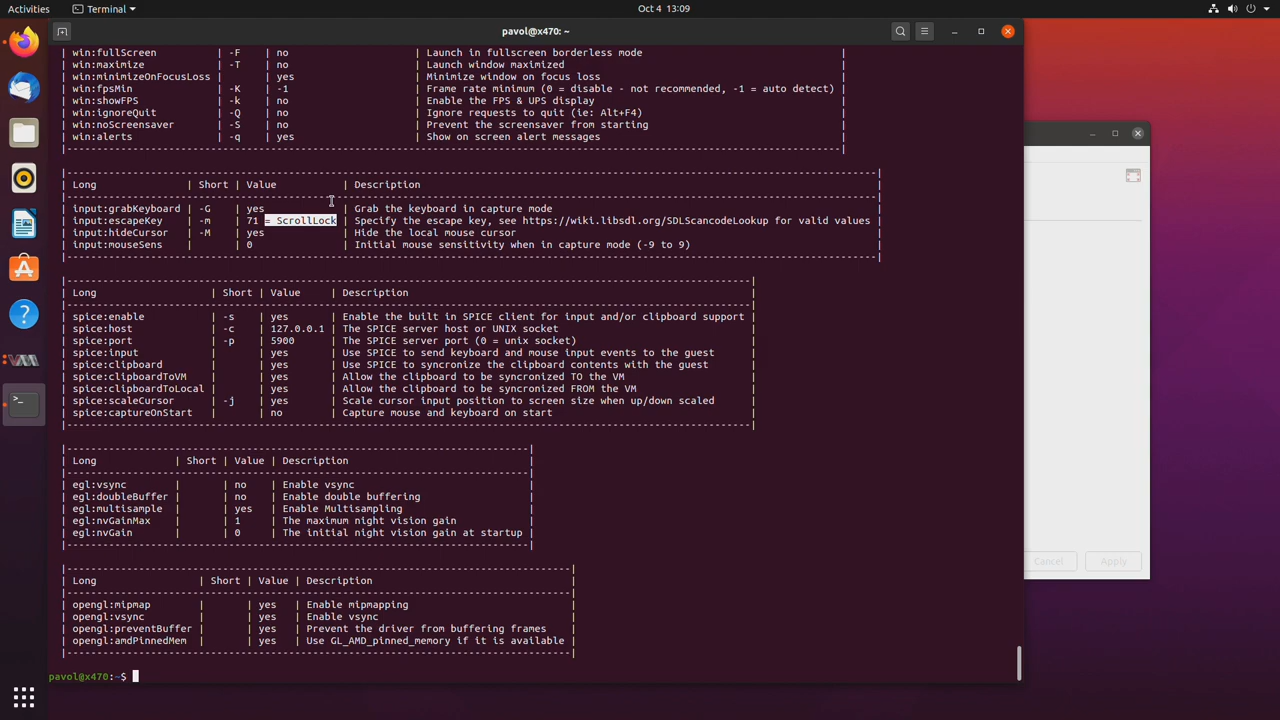 Activities Terminal Oct 4 13:09
pavol@x470: ~
| win:fullScreen | -F | no | Launch in fullscreen borderless mode |
| win:maximize | -T | no | Launch window maximized |
| win:minimizeOnFocusLoss | | yes | Minimize window on focus loss |
| win:fpsMin | -K | -1 | Frame rate minimum (0 = disable - not recommended, -1 = auto detect) |
| win:showFPS | -k | no | Enable the FPS & UPS display |
| win:ignoreQuit | -Q | no | Ignore requests to quit (ie: Alt+F4) |
| win:noScreensaver | -S | no | Prevent the screensaver from starting |
| win:alerts | -q | yes | Show on screen alert messages |
| Long | Short | Value | Description |
| input:grabKeyboard | -G | yes | Grab the keyboard in capture mode |
| input:escapeKey | -m | 71 = ScrollLock | Specify the escape key, see https://wiki.libsdl.org/SDLScancodeLookup for valid values |
| input:hideCursor | -M | yes | Hide the local mouse cursor |
| input:mouseSens | | 0 | Initial mouse sensitivity when in capture mode (-9 to 9) |
| Long | Short | Value | Description |
| spice:enable | -s | yes | Enable the built in SPICE client for input and/or clipboard support |
| spice:host | -c | 127.0.0.1 | The SPICE server host or UNIX socket |
| spice:port | -p | 5900 | The SPICE server port (0 = unix socket) |
| spice:input | | yes | Use SPICE to send keyboard and mouse input events to the guest |
| spice:clipboard | | yes | Use SPICE to syncronize the clipboard contents with the guest |
| spice:clipboardToVM | | yes | Allow the clipboard to be syncronized TO the VM |
| spice:clipboardToLocal | | yes | Allow the clipboard to be syncronized FROM the VM |
| spice:scaleCursor | -j | yes | Scale cursor input position to screen size when up/down scaled |
| spice:captureOnStart | | no | Capture mouse and keyboard on start |
| Long | Short | Value | Description |
| egl:vsync | | no | Enable vsync |
| egl:doubleBuffer | | no | Enable double buffering |
| egl:multisample | | yes | Enable Multisampling |
| egl:nvGainMax | | 1 | The maximum night vision gain |
| egl:nvGain | | 0 | The initial night vision gain at startup |
Cancel Apply
| Long | Short | Value | Description |
| opengl:mipmap | | yes | Enable mipmapping |
| opengl:vsync | | yes | Enable vsync |
| opengl:preventBuffer | | yes | Prevent the driver from buffering frames |
| opengl:amdPinnedMem | | yes | Use GL_AMD_pinned_memory if it is available |
pavol@x470:~$